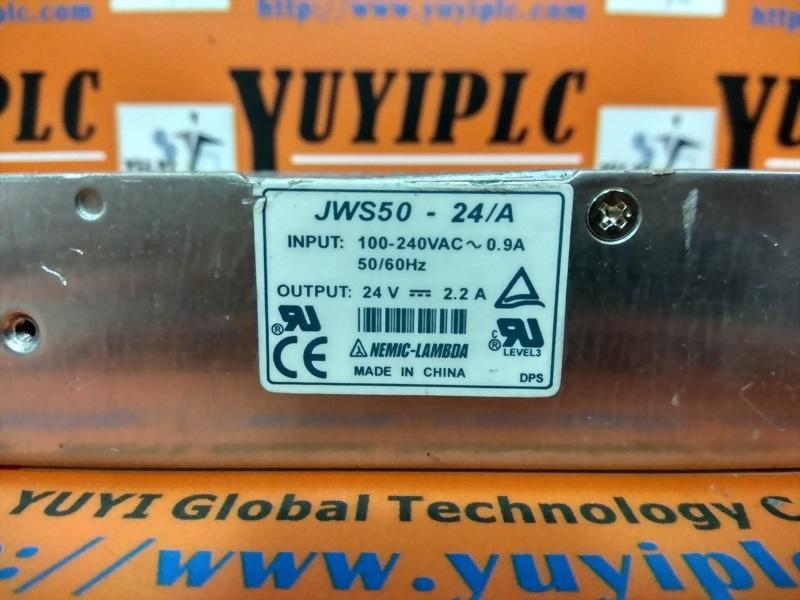 YUYIPLC
http://www.yuyiplc.com
YUYIPLC
JWS50 - 24/A
INPUT: 100-240VAC～0.9A
50/60Hz
OUTPUT: 24 V ⎓ 2.2 A
NEMIC-LAMBDA
MADE IN CHINA
LEVEL3
DPS
YUYI Global Technology C
://www.yuyiplc